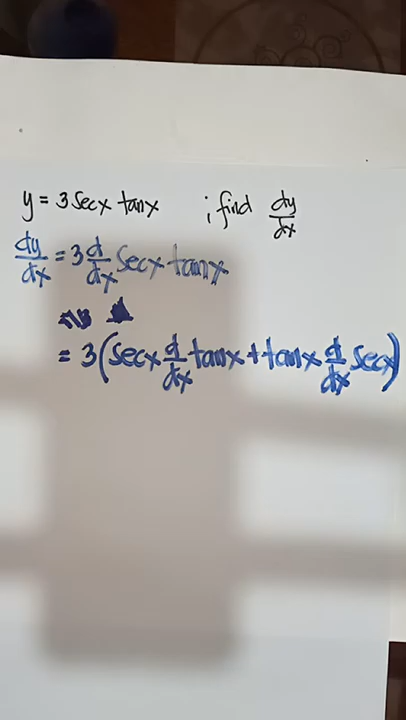 y = 3 secx tanx ; find dy/dx
dy/dx = 3 d/dx secx tanx
= 3(secx d/dx tanx + tanx d/dx secx)